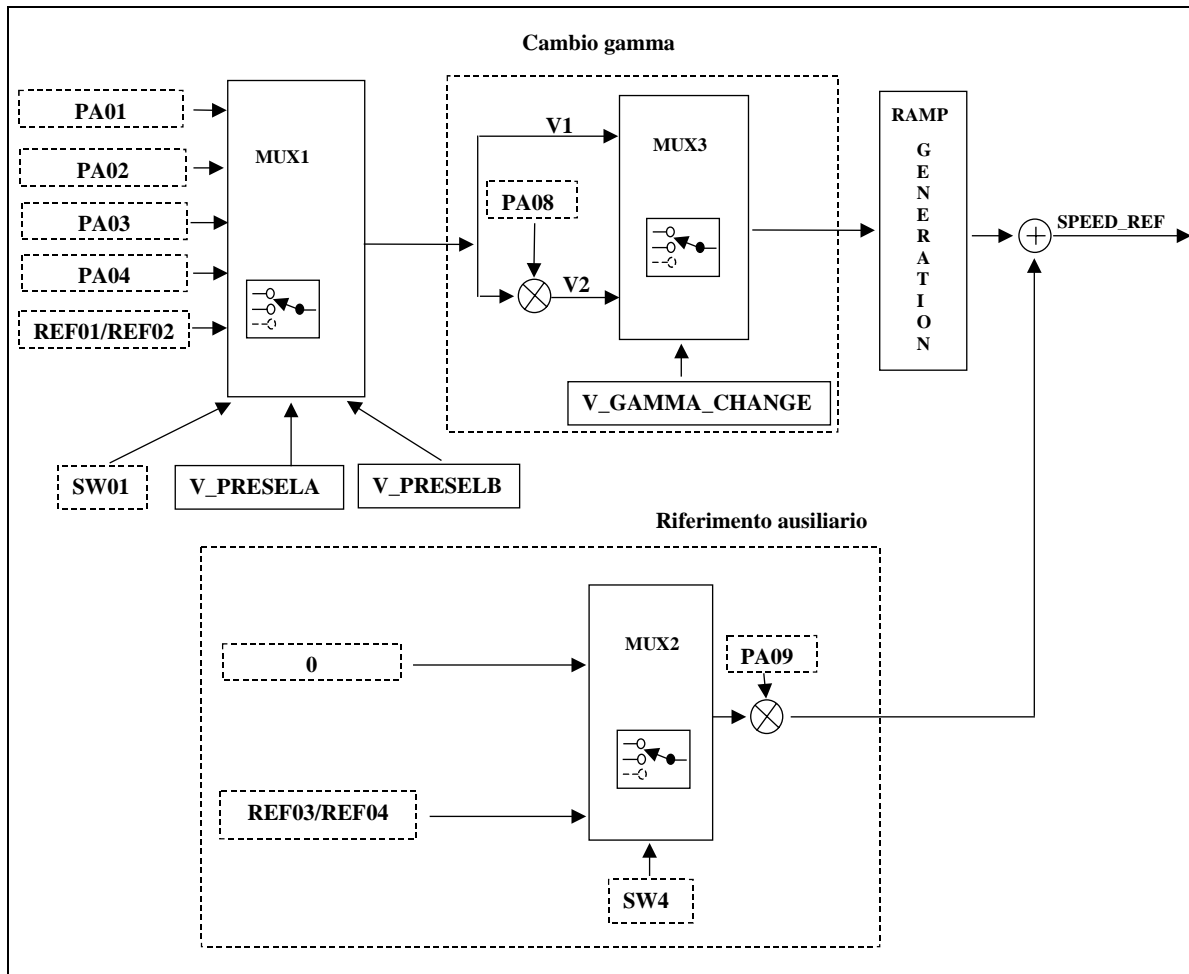 Cambio gamma
PA01
PA02
PA03
PA04
REF01/REF02
MUX1
SW01
V_PRESELA
V_PRESELB
V1
PA08
V2
MUX3
V_GAMMA_CHANGE
RAMP
G
E
N
E
R
A
T
I
O
N
SPEED_REF
Riferimento ausiliario
0
REF03/REF04
MUX2
SW4
PA09